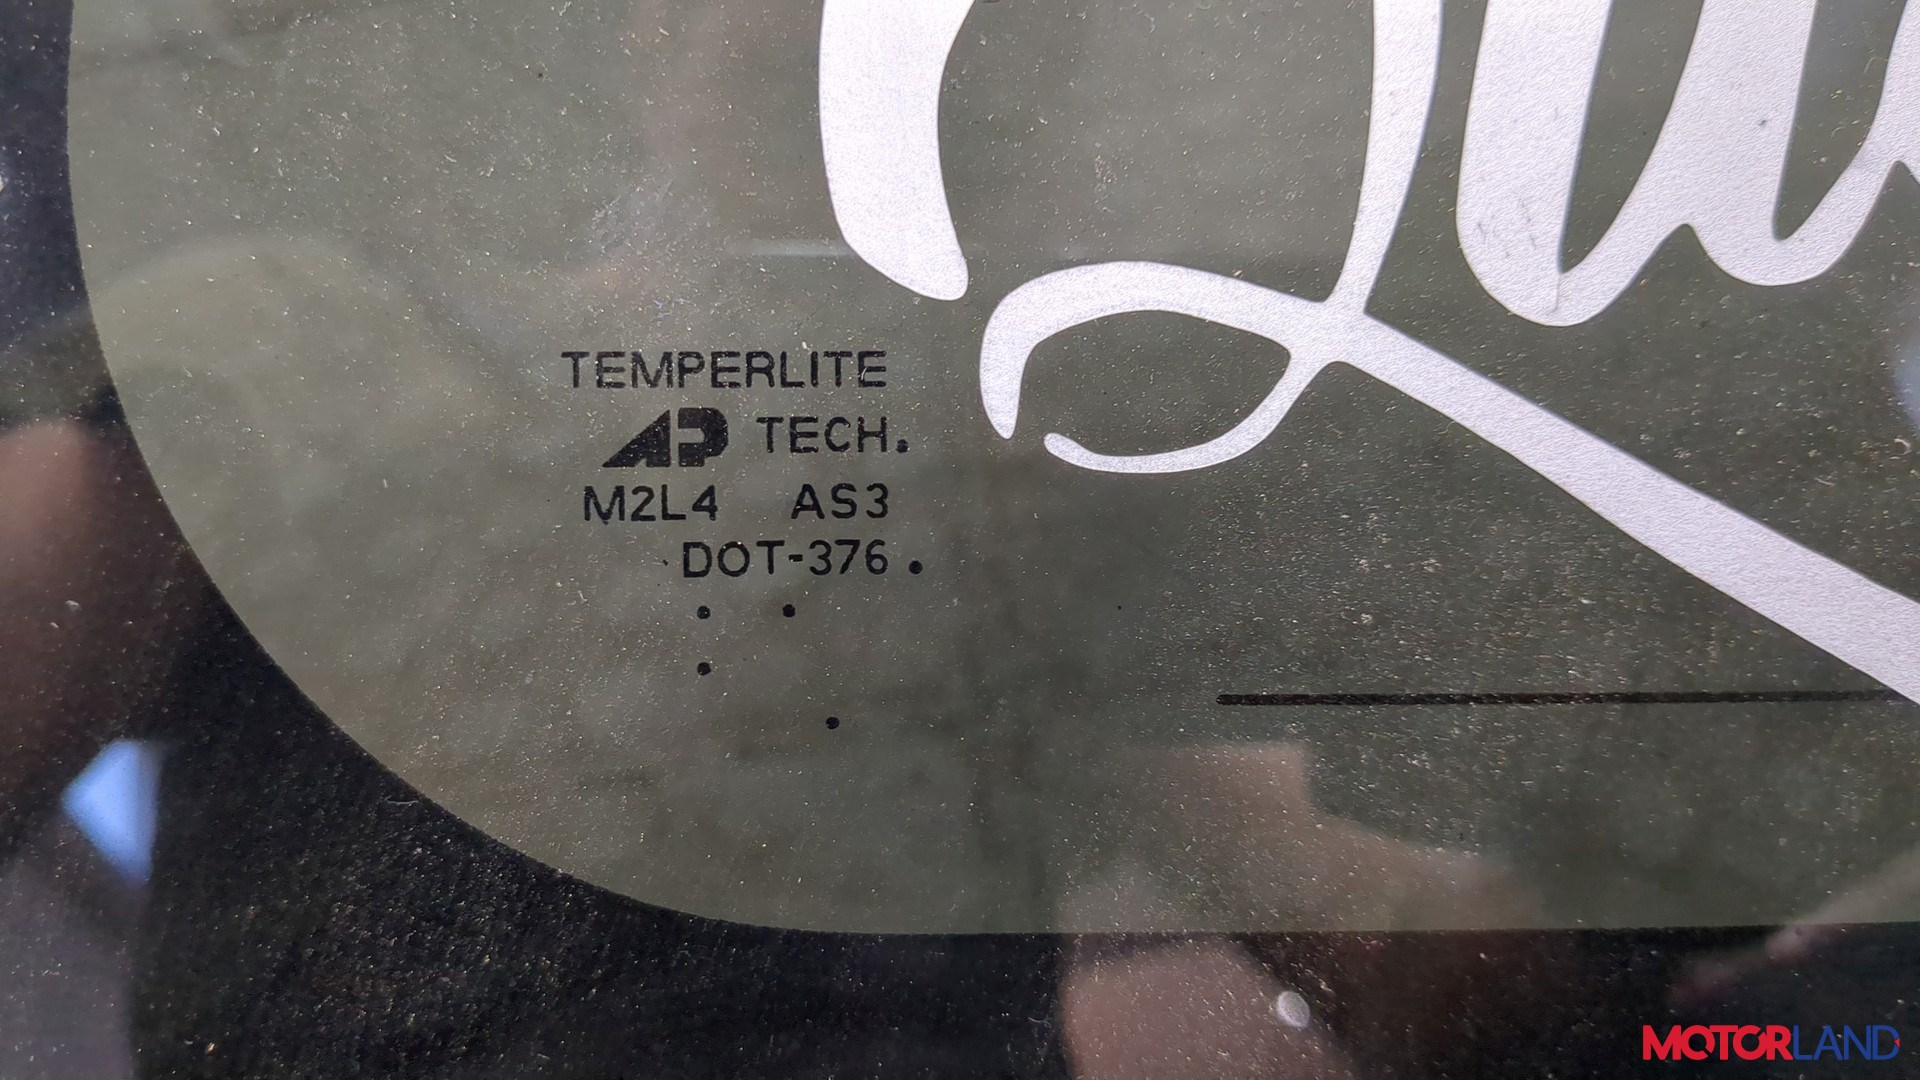 TEMPERLITE
AP TECH.
M2L4 AS3
DOT-376.
MOTORLAND